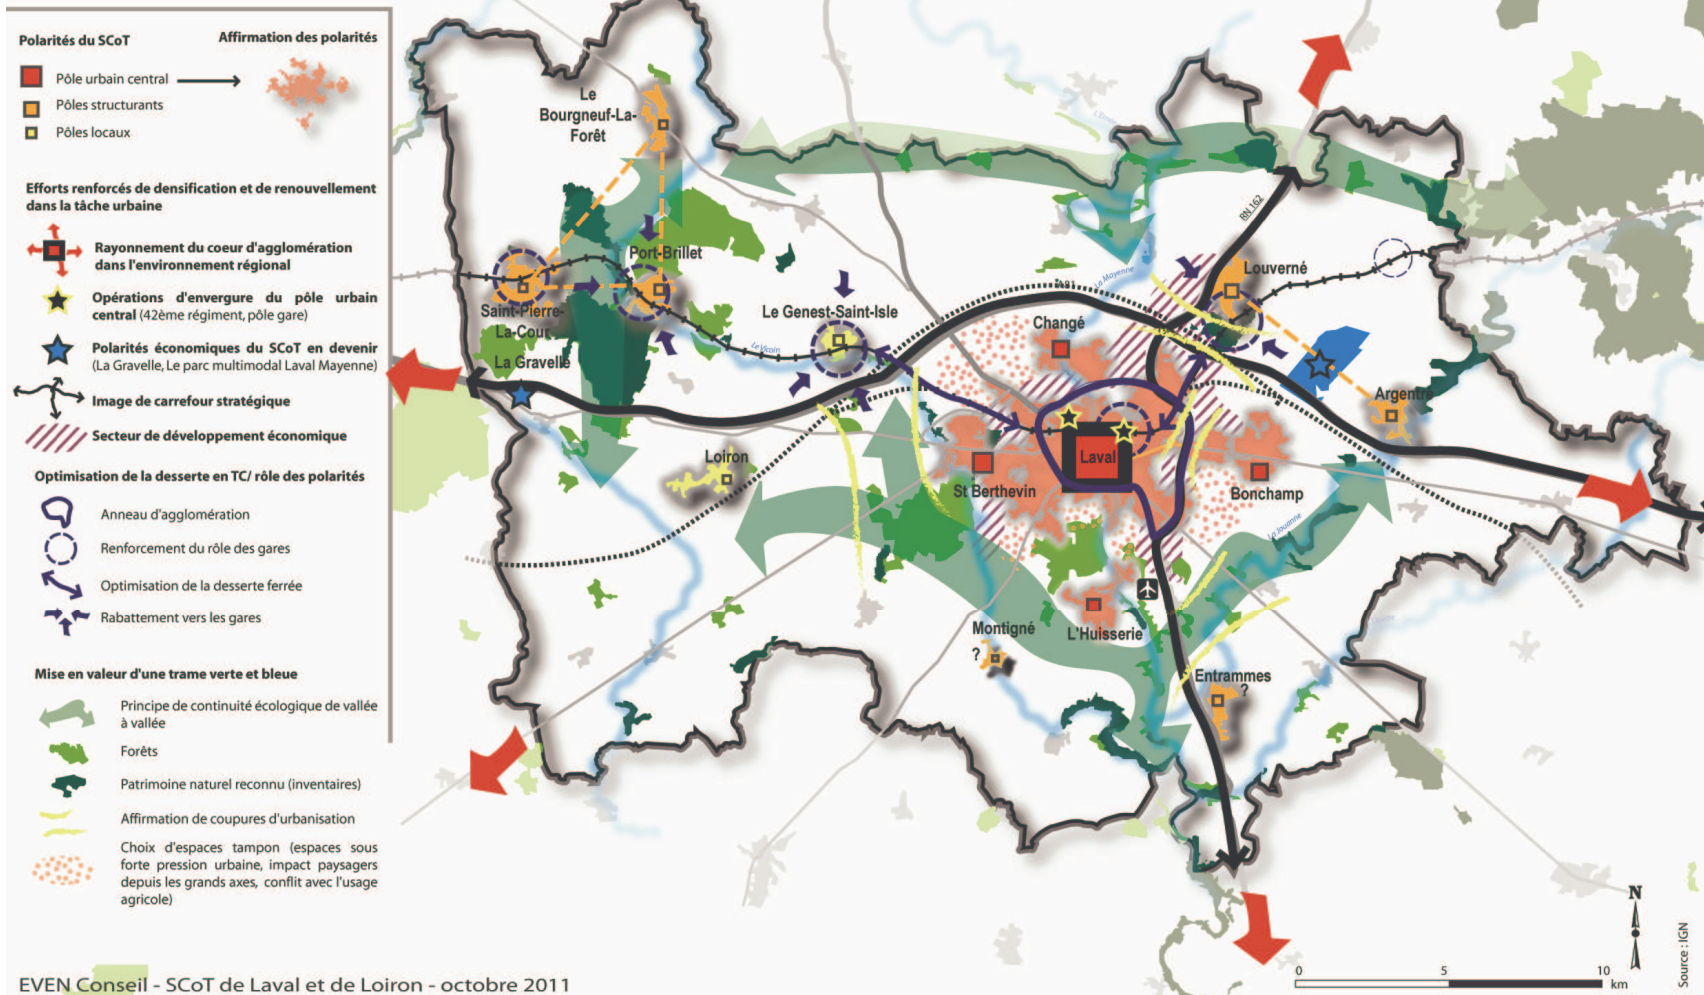 Polarités du SCoT
Affirmation des polarités
Pôle urbain central
Pôles structurants
Pôles locaux
Efforts renforcés de densification et de renouvellement
dans la tâche urbaine
Rayonnement du coeur d'agglomération
dans l'environnement régional
Opérations d'envergure du pôle urbain
central (42ème régiment, pôle gare)
Polarités économiques du SCoT en devenir
(La Gravelle, Le parc multimodal Laval Mayenne)
Image de carrefour stratégique
Secteur de développement économique
Optimisation de la desserte en TC/ rôle des polarités
Anneau d'agglomération
Renforcement du rôle des gares
Optimisation de la desserte ferrée
Rabattement vers les gares
Mise en valeur d'une trame verte et bleue
Principe de continuité écologique de vallée
à vallée
Forêts
Patrimoine naturel reconnu (inventaires)
Affirmation de coupures d'urbanisation
Choix d'espaces tampon (espaces sous
forte pression urbaine, impact paysagers
depuis les grands axes, conflit avec l'usage
agricole)
EVEN Conseil - SCoT de Laval et de Loiron - octobre 2011
Le
Bourgneuf-La-
Forêt
L'Ernée
RN 162
Port-Brillet
Louverné
La Mayenne
A81
Saint-Pierre-
La-Cour
Le Genest-Saint-Isle
Changé
Le Vicoin
La Gravelle
Argentré
Loiron
Laval
St Berthevin
Bonchamp
La Jouanne
Montigné
?
L'Huisserie
Entrammes
?
N
0
5
10
km
Source : IGN